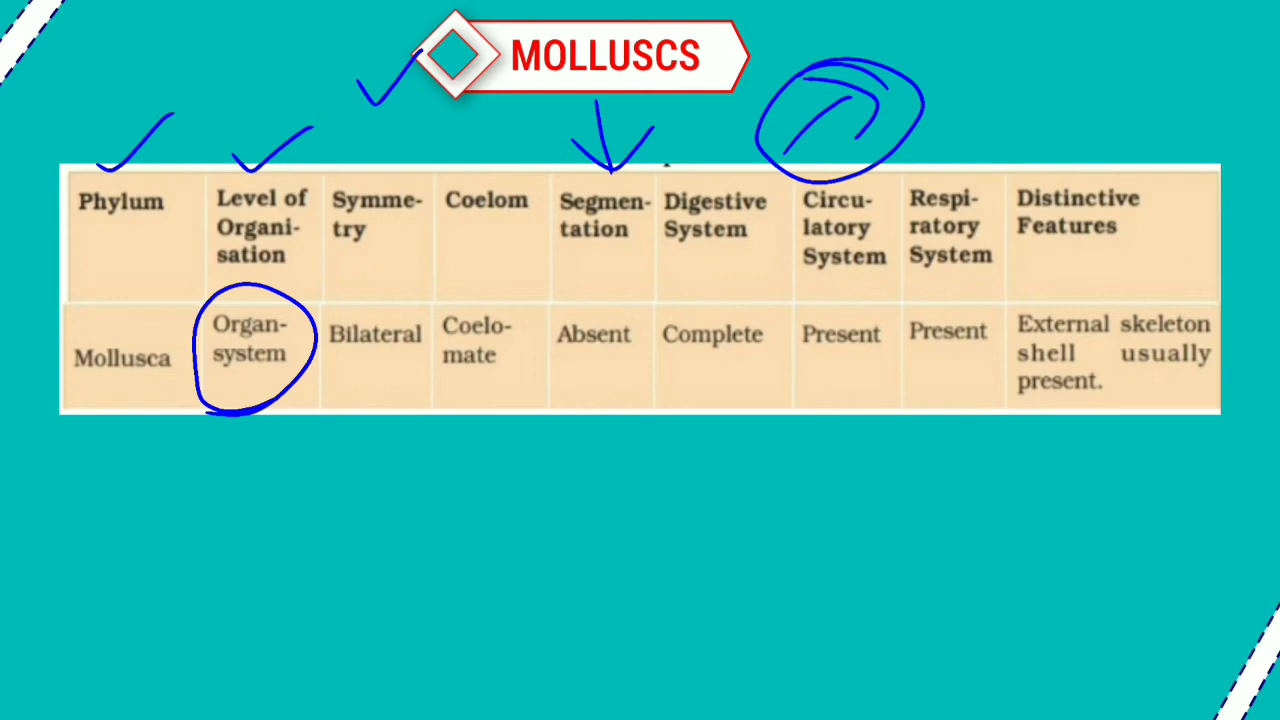 MOLLUSCS
Phylum
Level of
Organi-
sation
Symme-
try
Coelom
Segmen-
tation
Digestive
System
Circu-
latory
System
Respi-
ratory
System
Distinctive
Features
Mollusca
Organ-
system
Bilateral
Coelo-
mate
Absent
Complete
Present
Present
External skeleton
shell usually
present.